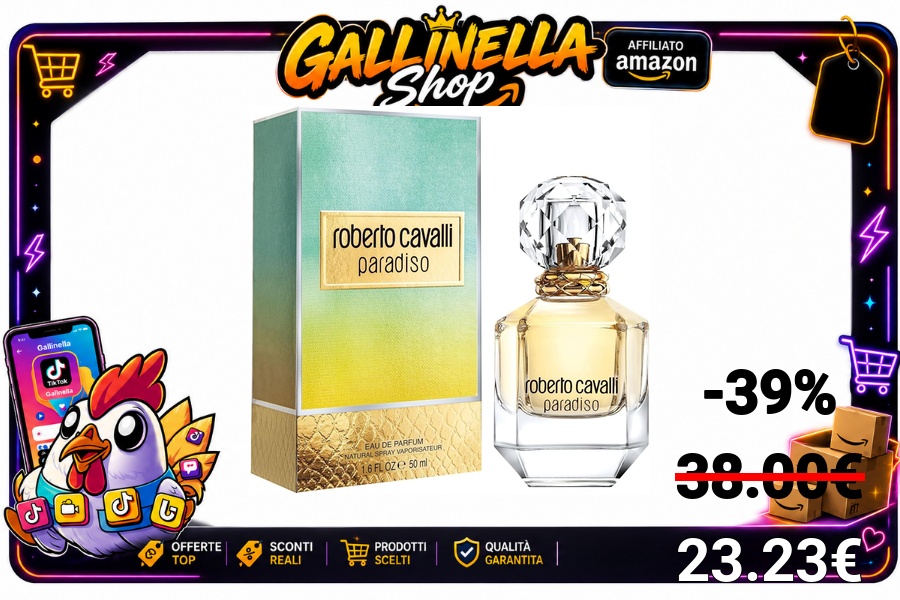 GALLINELLA
Shop
AFFILIATO
amazon
roberto cavalli
paradiso
EAU DE PARFUM
NATURAL SPRAY VAPORISATEUR
1.6 FL OZ e 50 ml
roberto cavalli
paradiso
Gallinella
TikTok
Gallinella
-39%
38.00€
23.23€
OFFERTE
TOP
SCONTI
REALI
PRODOTTI
SCELTI
QUALITÀ
GARANTITA